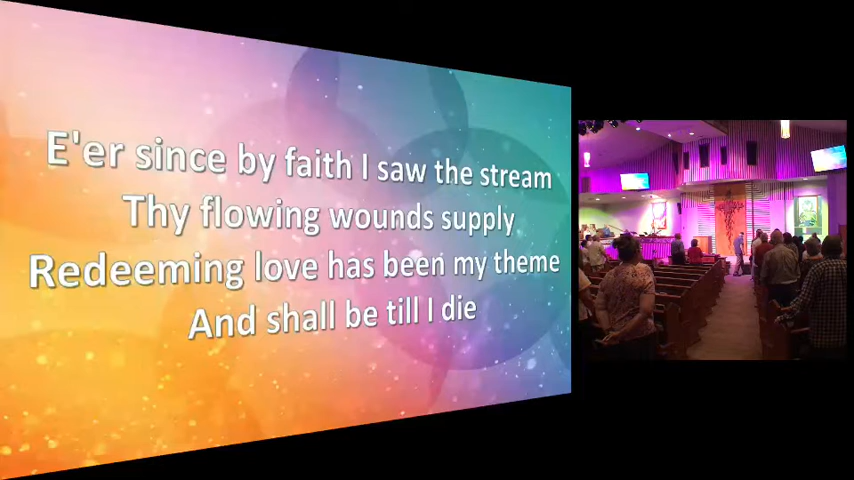 E'er since by faith I saw the stream
Thy flowing wounds supply
Redeeming love has been my theme
And shall be till I die